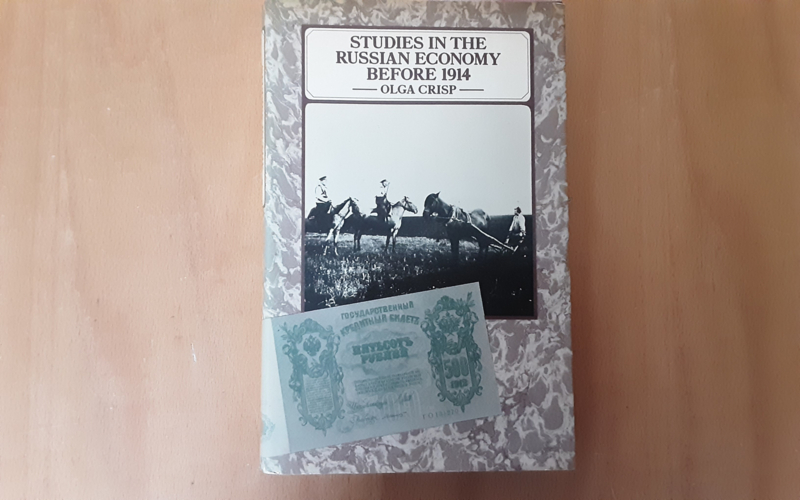 STUDIES IN THE
RUSSIAN ECONOMY
BEFORE 1914
OLGA CRISP
ГОСУДАРСТВЕННЫЙ
КРЕДИТНЫЙ БИЛЕТЪ
ПЯТЬСОТЪ
РУБЛЕЙ
500